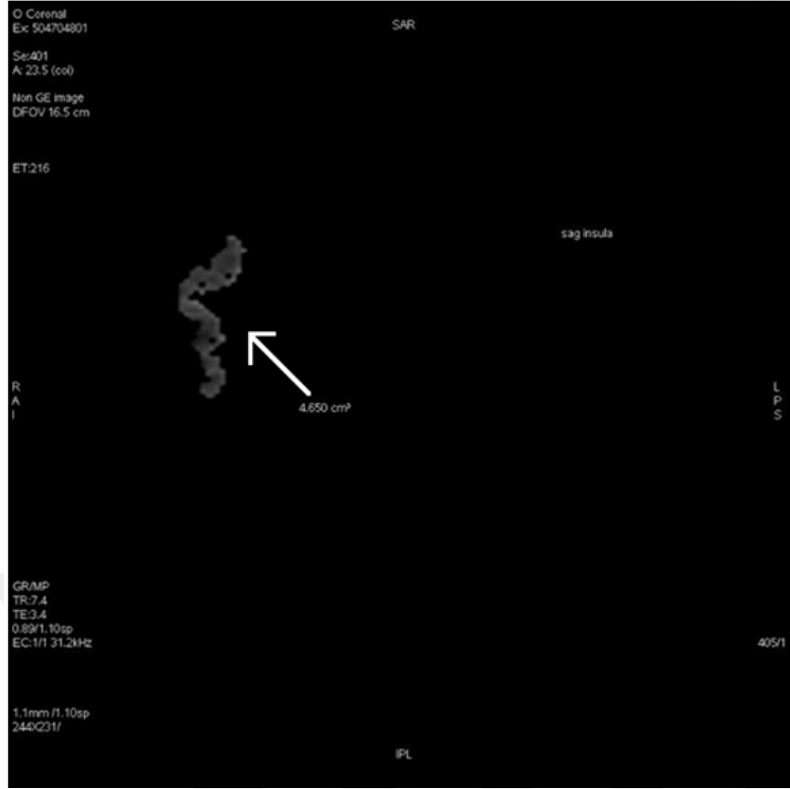 O Coronal
Ex: 504704801
SAR
Se:401
A: 23.5 (coi)
Non GE image
DFOV 16.5 cm
ET:216
sag insula
R
A
I
L
P
S
4.650 cm³
GR/MP
TR:7.4
TE:3.4
0.89/1.10sp
EC:1/1 31.2kHz
405/1
1.1mm /1.10sp
244X231/
IPL